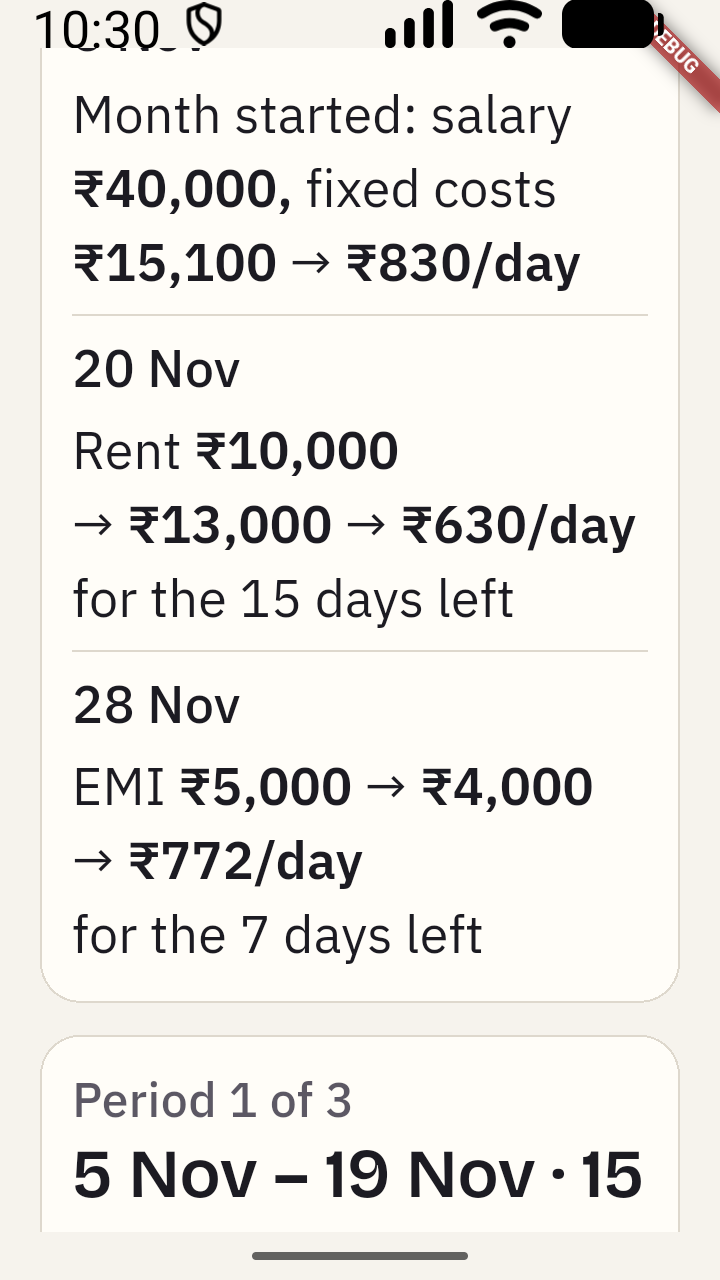 10:30
DEBUG
Month started: salary
₹40,000, fixed costs
₹15,100 → ₹830/day
20 Nov
Rent ₹10,000
→ ₹13,000 → ₹630/day
for the 15 days left
28 Nov
EMI ₹5,000 → ₹4,000
→ ₹772/day
for the 7 days left
Period 1 of 3
5 Nov – 19 Nov · 15